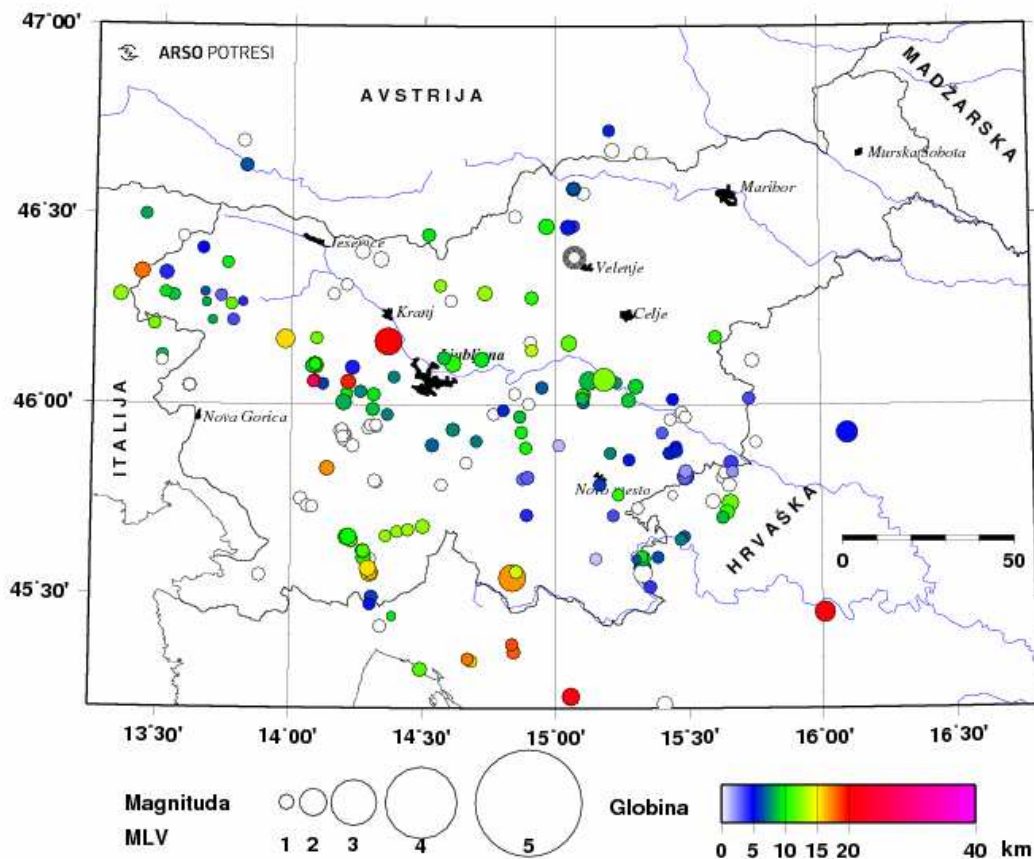 47°00'
ARSO POTRESI
AVSTRIJA
MADŽARSKA
Murska Sobota
Maribor
46°30'
Jesenice
Velenje
Kranj
Celje
Ljubljana
ITALIJA
46°00'
Nova Gorica
Novo mesto
HRVAŠKA
0 50
45°30'
13°30' 14°00' 14°30' 15°00' 15°30' 16°00' 16°30'
Magnituda
MLV
1 2 3 4 5
Globina
0 5 10 15 20 40 km